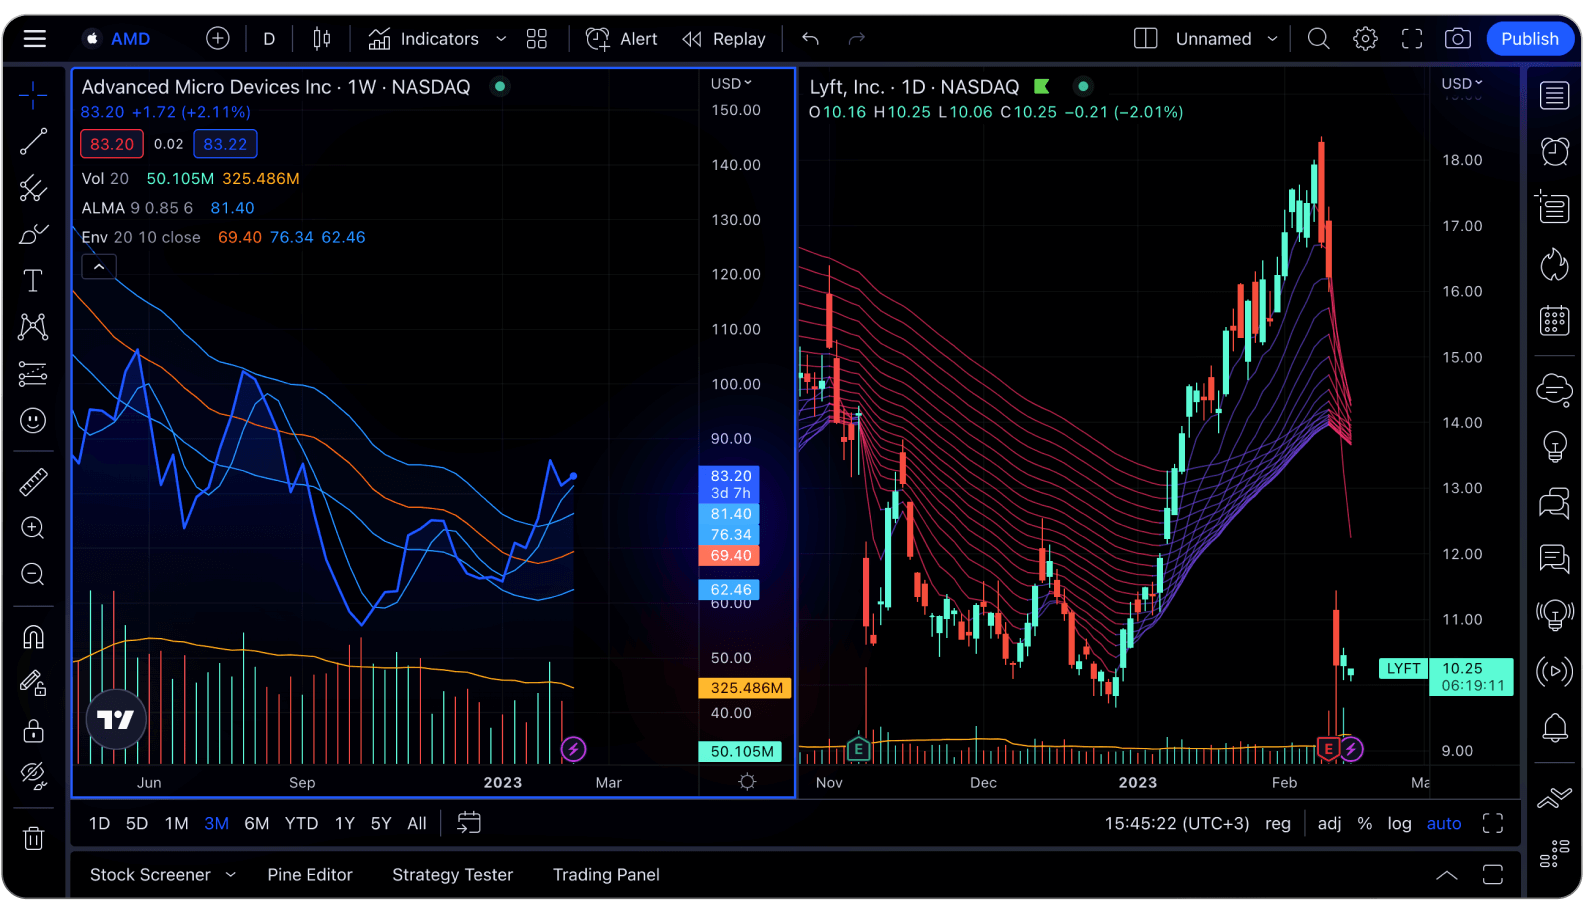 AMD
D
Indicators
Alert
Replay
Unnamed
Publish
Advanced Micro Devices Inc · 1W · NASDAQ
83.20 +1.72 (+2.11%)
83.20 0.02 83.22
Vol 20 50.105M 325.486M
ALMA 9 0.85 6 81.40
Env 20 10 close 69.40 76.34 62.46
USD
150.00
140.00
130.00
120.00
110.00
100.00
90.00
83.20
3d 7h
81.40
76.34
69.40
62.46
60.00
50.00
325.486M
40.00
50.105M
Jun Sep 2023 Mar
Lyft, Inc. · 1D · NASDAQ
O10.16 H10.25 L10.06 C10.25 −0.21 (−2.01%)
USD
18.00
17.00
16.00
15.00
14.00
13.00
12.00
11.00
LYFT 10.25
06:19:11
9.00
E E
Nov Dec 2023 Feb Ma
1D 5D 1M 3M 6M YTD 1Y 5Y All
15:45:22 (UTC+3) reg adj % log auto
Stock Screener Pine Editor Strategy Tester Trading Panel